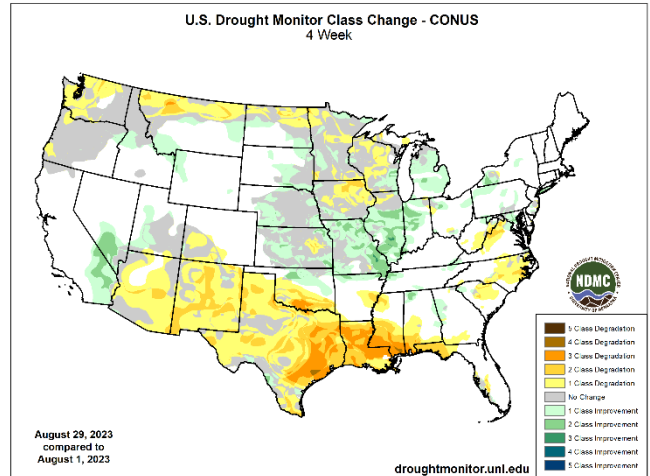 U.S. Drought Monitor Class Change - CONUS
4 Week
NDMC
5 Class Degradation
4 Class Degradation
3 Class Degradation
2 Class Degradation
1 Class Degradation
No Change
1 Class Improvement
2 Class Improvement
3 Class Improvement
4 Class Improvement
5 Class Improvement
August 29, 2023
compared to
August 1, 2023
droughtmonitor.unl.edu